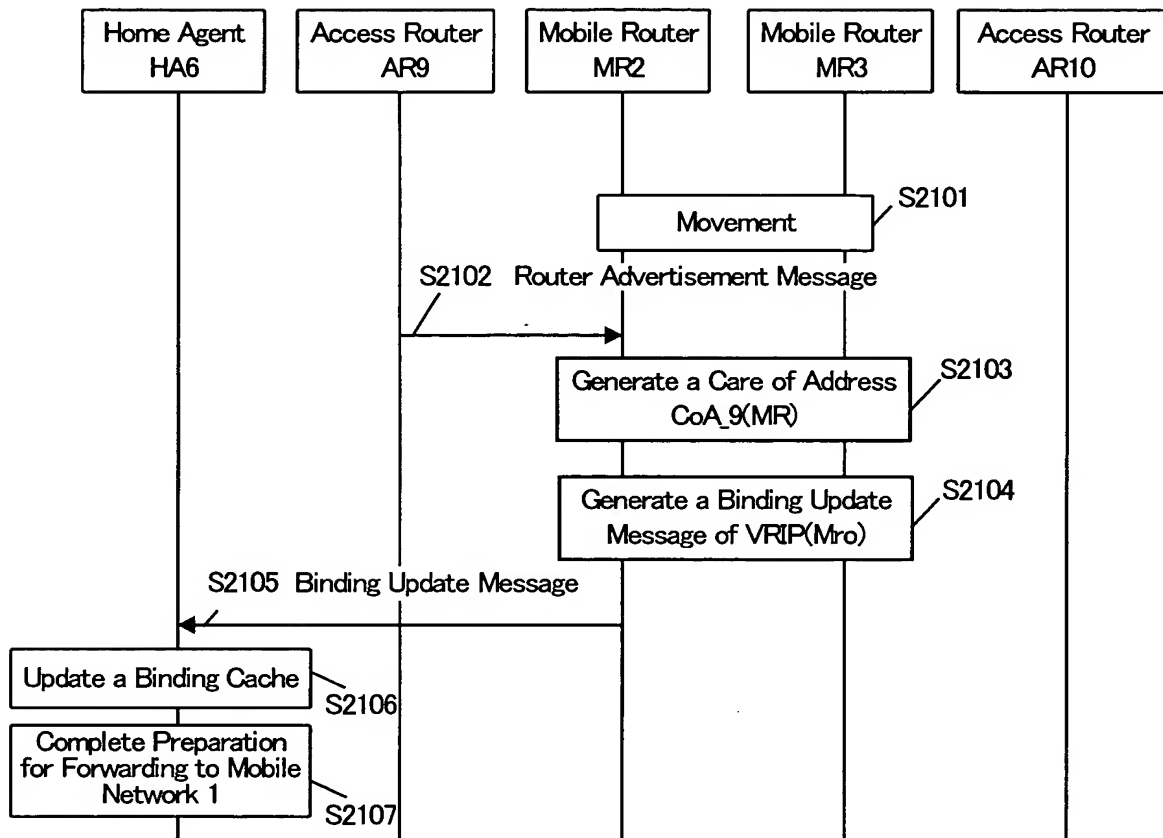 Home Agent
HA6
Access Router
AR9
Mobile Router
MR2
Mobile Router
MR3
Access Router
AR10
Movement
S2101
S2102 Router Advertisement Message
Generate a Care of Address
CoA_9(MR)
S2103
Generate a Binding Update
Message of VRIP(Mro)
S2104
S2105 Binding Update Message
Update a Binding Cache
S2106
Complete Preparation
for Forwarding to Mobile
Network 1
S2107